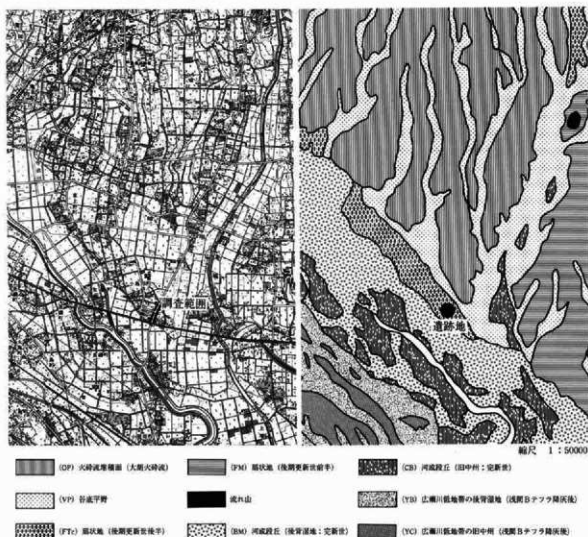 調査範囲
遺跡地
縮尺 1:50000
(OP) 火砕流堆積面(大胡火砕流)
(FM) 扇状地(後期更新世前半)
(CB) 河成段丘(旧中州;完新世)
(VP) 谷底平野
流れ山
(YB) 広瀬川低地帯の後背湿地(浅間Bテフラ降灰後)
(FTc) 扇状地(後期更新世後半)
(BM) 河成段丘(後背湿地;完新世)
(YC) 広瀬川低地帯の旧中州(浅間Bテフラ降灰後)